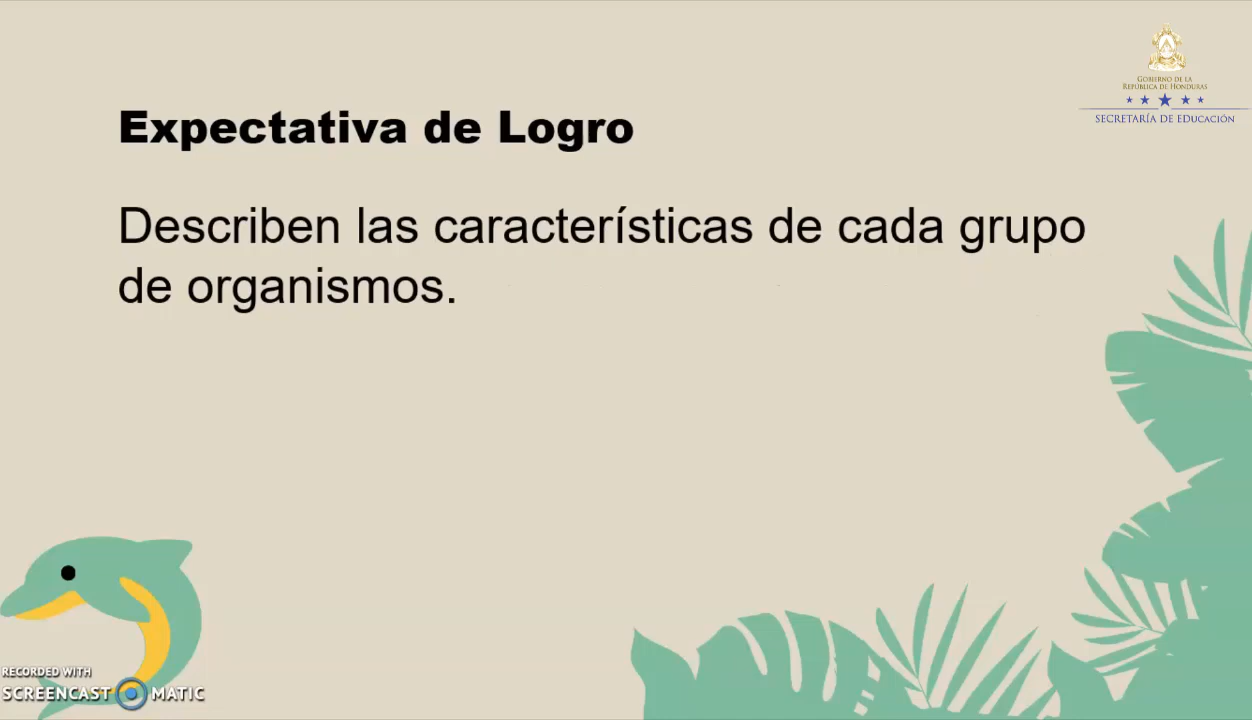 GOBIERNO DE LA
REPÚBLICA DE HONDURAS
SECRETARÍA DE EDUCACIÓN
Expectativa de Logro
Describen las características de cada grupo
de organismos.
RECORDED WITH
SCREENCAST MATIC